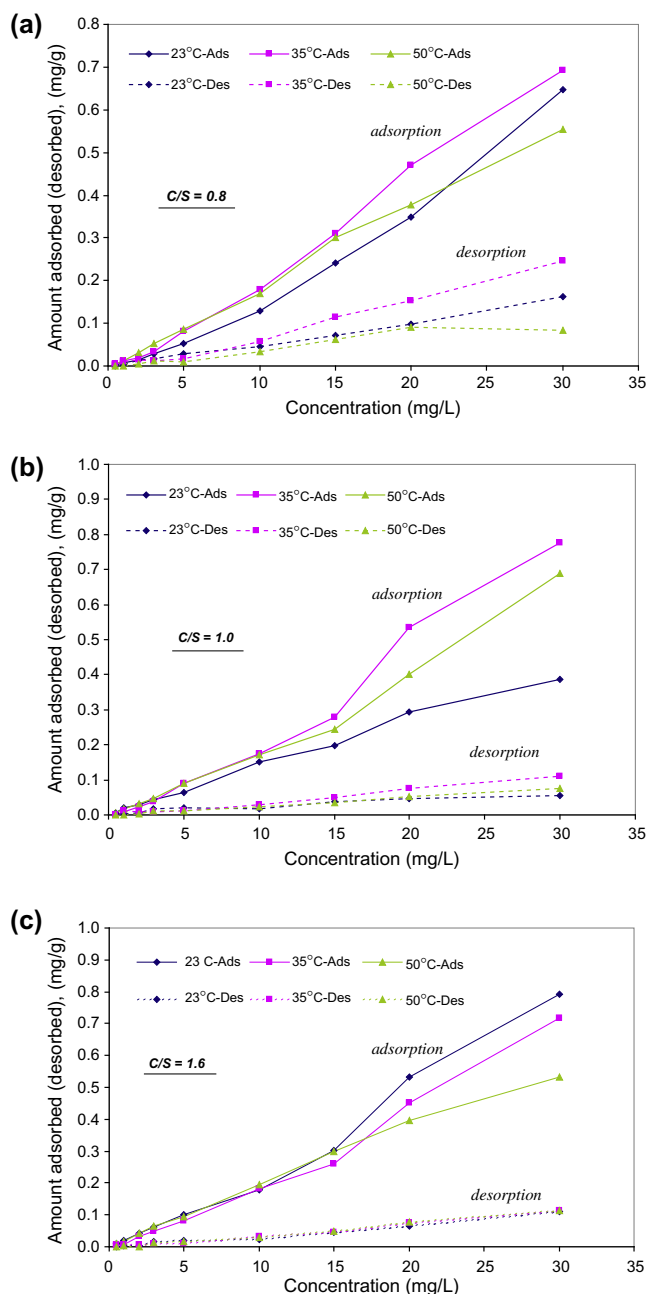 (a)
0.8
0.7
0.6
0.5
0.4
0.3
0.2
0.1
0.0
23°C-Ads 35°C-Ads 50°C-Ads
23°C-Des 35°C-Des 50°C-Des
adsorption
C/S = 0.8
desorption
0 5 10 15 20 25 30 35
Concentration (mg/L)
Amount adsorbed (desorbed), (mg/g)
(b)
1.0
0.9
0.8
0.7
0.6
0.5
0.4
0.3
0.2
0.1
0.0
23°C-Ads 35°C-Ads 50°C-Ads
23°C-Des 35°C-Des 50°C-Des
adsorption
C/S = 1.0
desorption
0 5 10 15 20 25 30 35
Concentration (mg/L)
Amount adsorbed (desorbed), (mg/g)
(c)
1.0
0.9
0.8
0.7
0.6
0.5
0.4
0.3
0.2
0.1
0.0
23 C-Ads 35°C-Ads 50°C-Ads
23°C-Des 35°C-Des 50°C-Des
adsorption
C/S = 1.6
desorption
0 5 10 15 20 25 30 35
Concentration (mg/L)
Amount adsorbed (desorbed), (mg/g)